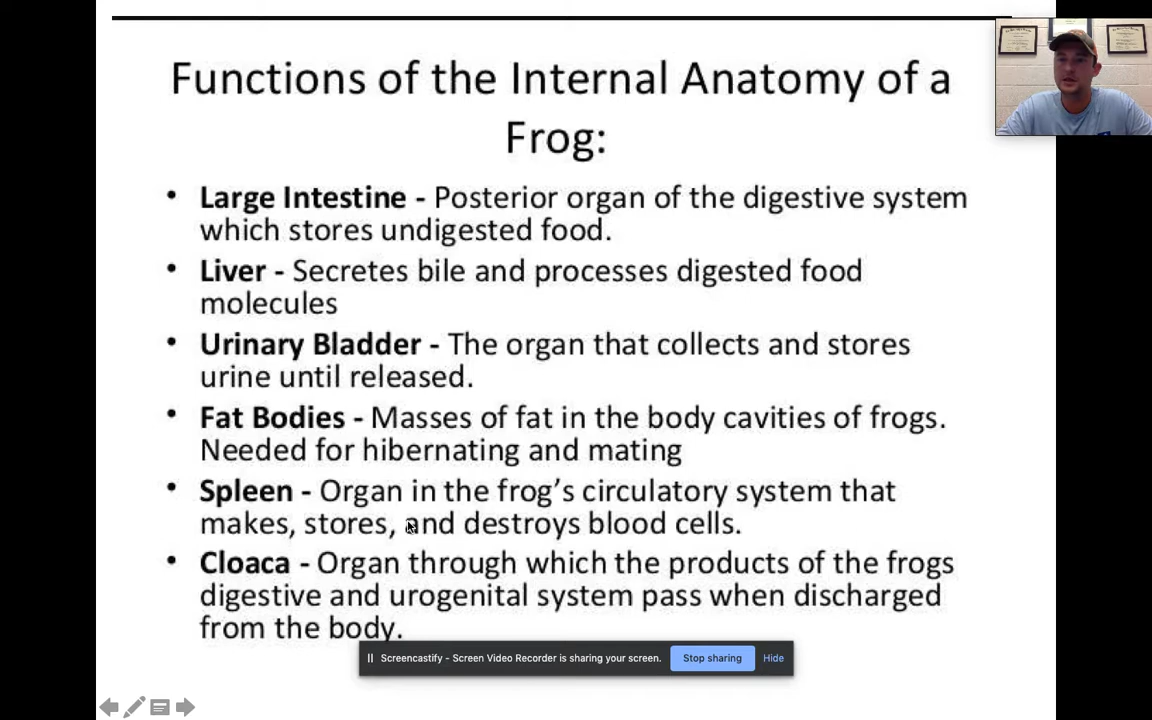 Functions of the Internal Anatomy of a
Frog:
• Large Intestine - Posterior organ of the digestive system
which stores undigested food.
• Liver - Secretes bile and processes digested food
molecules
• Urinary Bladder - The organ that collects and stores
urine until released.
• Fat Bodies - Masses of fat in the body cavities of frogs.
Needed for hibernating and mating
• Spleen - Organ in the frog’s circulatory system that
makes, stores, and destroys blood cells.
• Cloaca - Organ through which the products of the frogs
digestive and urogenital system pass when discharged
from the body.
Screencastify - Screen Video Recorder is sharing your screen. Stop sharing Hide